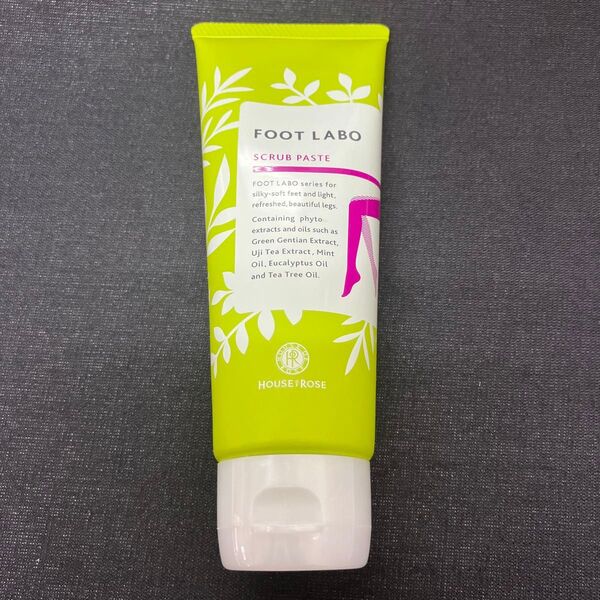 FOOT LABO
SCRUB PASTE
FOOT LABO series for
silky-soft feet and light,
refreshed, beautiful legs.
Containing phyto
extracts and oils such as
Green Gentian Extract,
Uji Tea Extract, Mint
Oil, Eucalyptus Oil
and Tea Tree Oil.
HOUSE OF ROSE